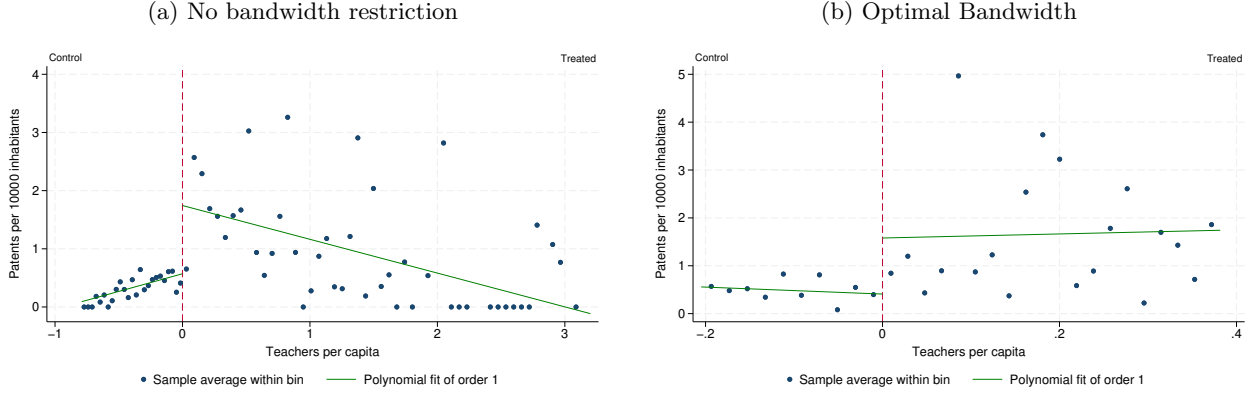 (a) No bandwidth restriction
Control
Treated
Patents per 10000 inhabitants
4
3
2
1
0
−1
0
1
2
3
Teachers per capita
Sample average within bin
Polynomial fit of order 1
(b) Optimal Bandwidth
Control
Treated
Patents per 10000 inhabitants
5
4
3
2
1
0
−.2
0
.2
.4
Teachers per capita
Sample average within bin
Polynomial fit of order 1